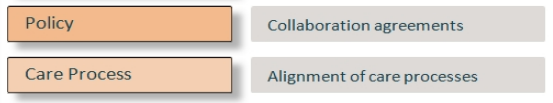 Policy
Collaboration agreements
Care Process
Alignment of care processes